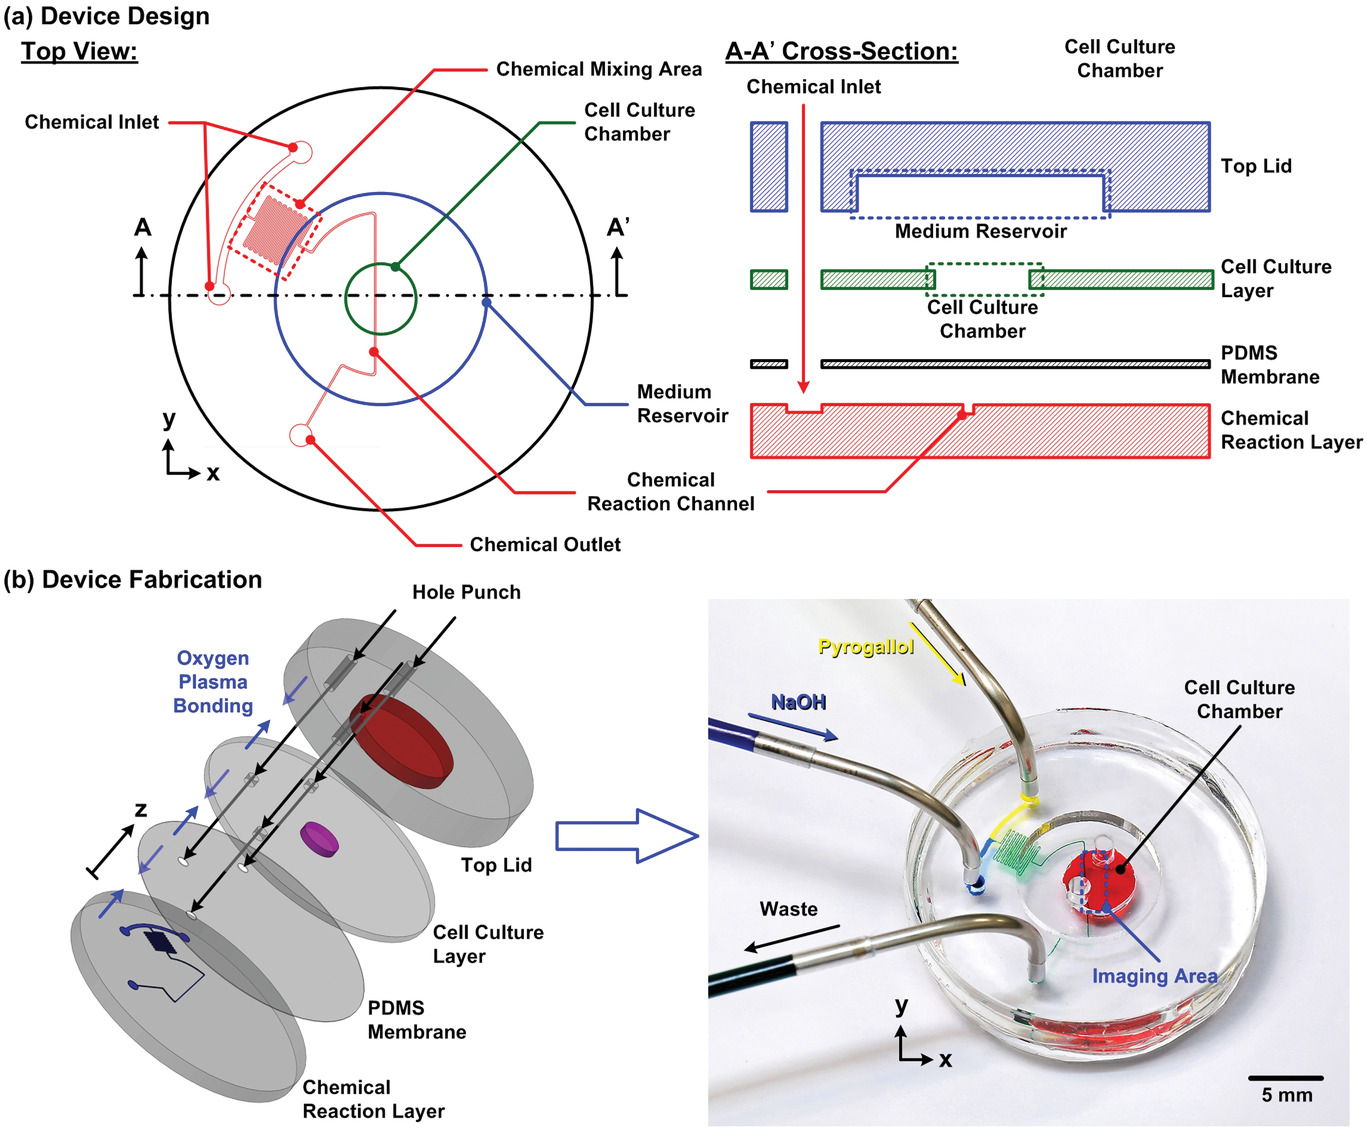 (a) Device Design
Top View:
A-A’ Cross-Section:
Cell Culture
Chamber
Chemical Mixing Area
Chemical Inlet
Cell Culture
Chamber
Chemical Inlet
Top Lid
A
A’
Medium Reservoir
Cell Culture
Layer
Cell Culture
Chamber
PDMS
Membrane
Medium
Reservoir
y
x
Chemical
Reaction Layer
Chemical
Reaction Channel
Chemical Outlet
(b) Device Fabrication
Hole Punch
Oxygen
Plasma
Bonding
z
Top Lid
Cell Culture
Layer
PDMS
Membrane
Chemical
Reaction Layer
Pyrogallol
NaOH
Cell Culture
Chamber
Waste
Imaging Area
y
x
5 mm